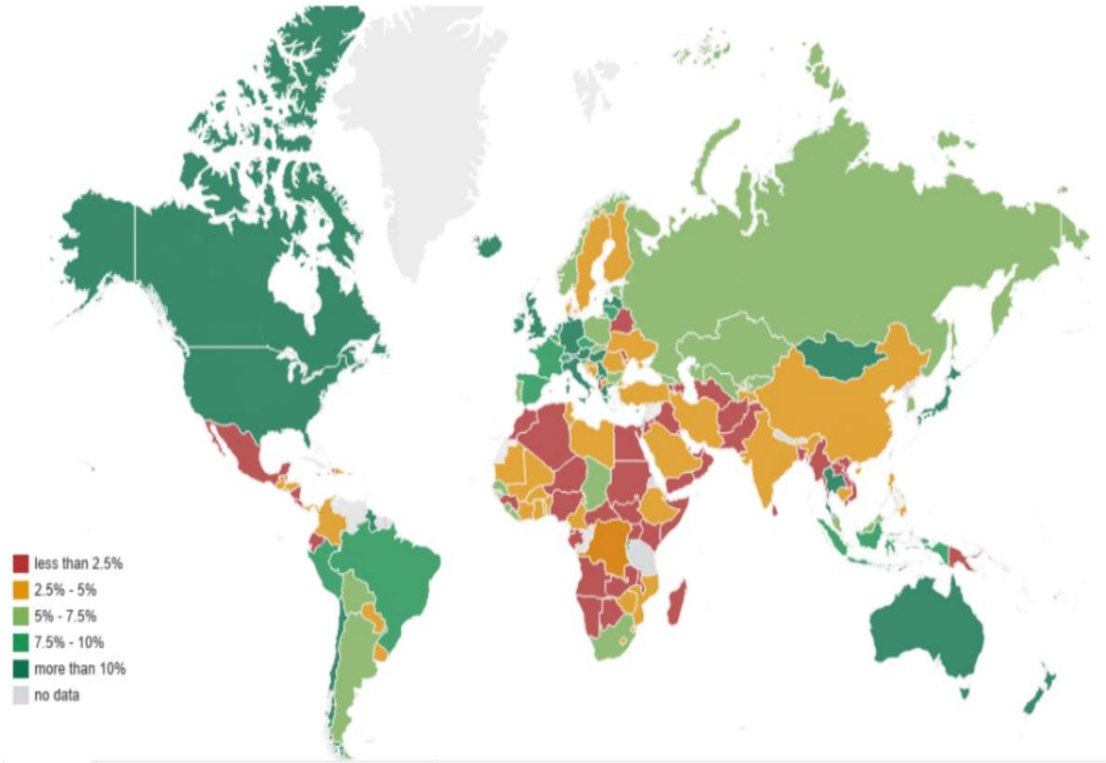 less than 2.5%
2.5% - 5%
5% - 7.5%
7.5% - 10%
more than 10%
no data